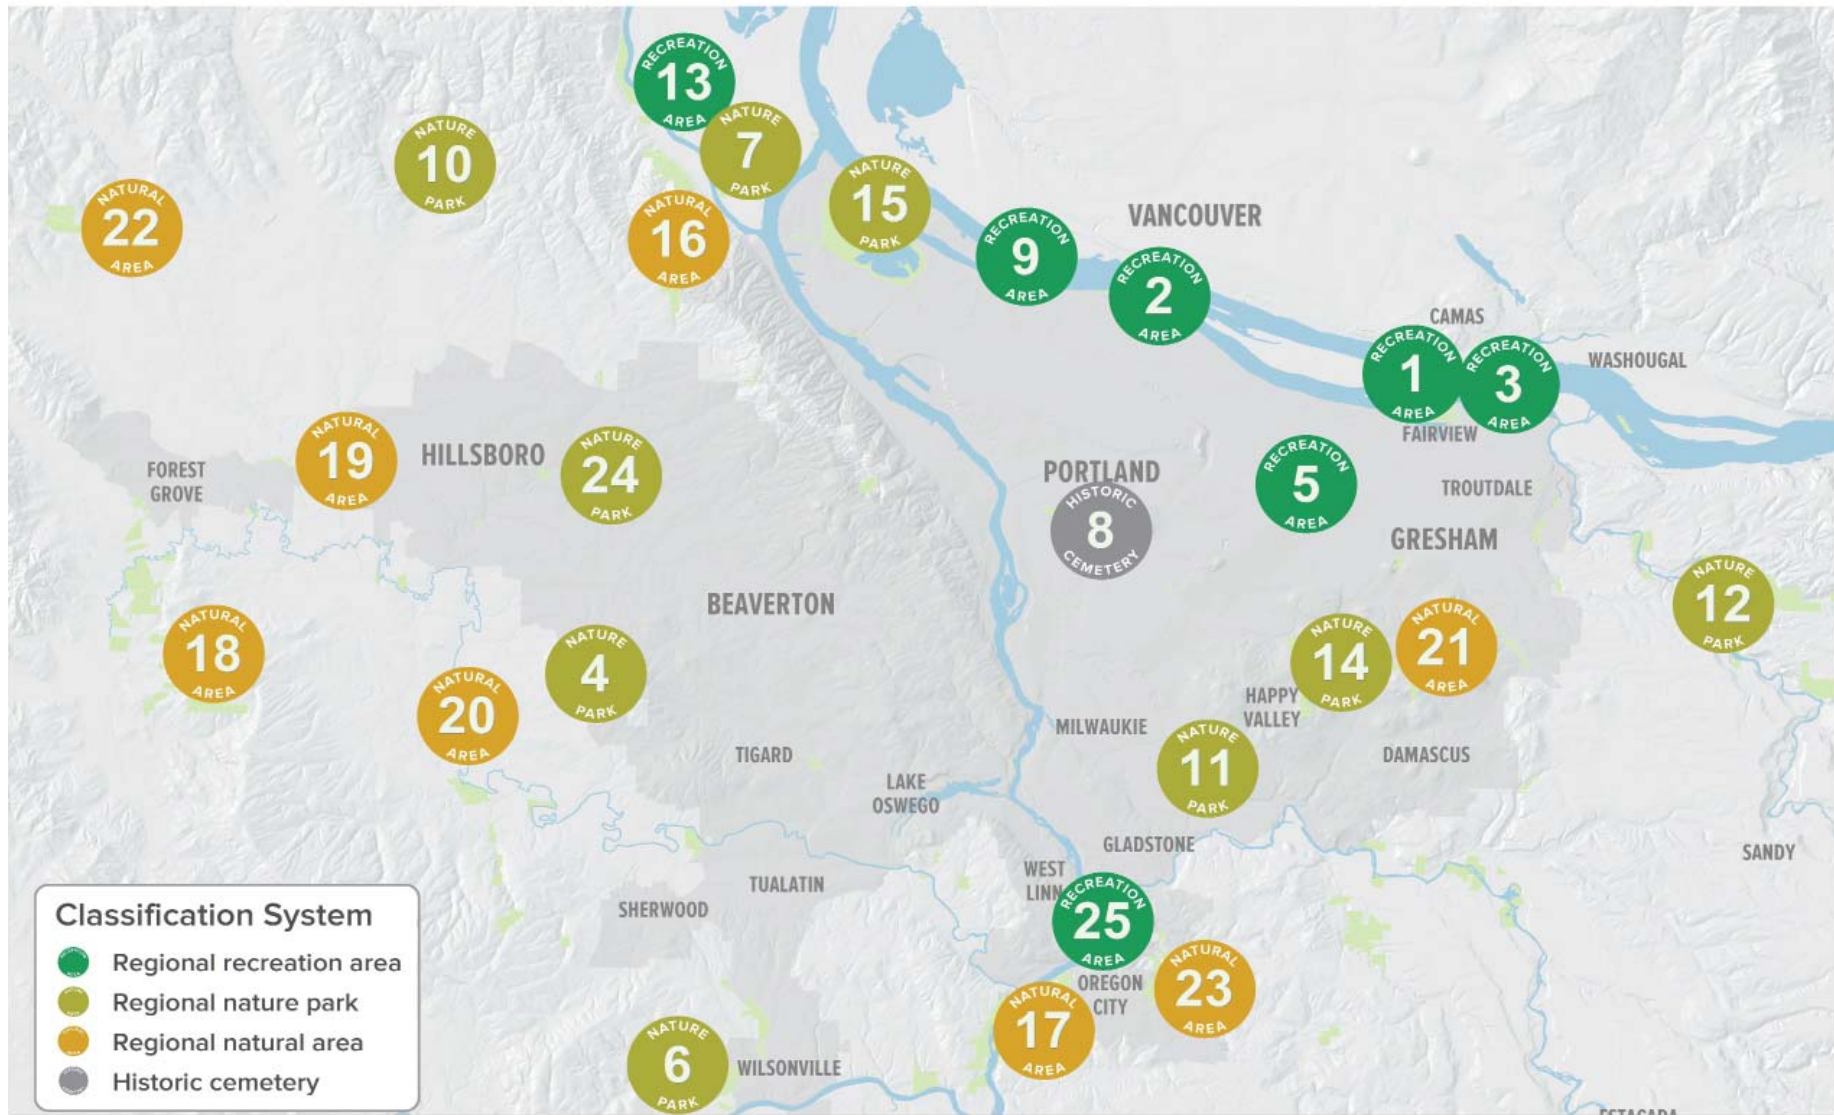 RECREATION
13
AREA
NATURE
7
PARK
NATURE
10
PARK
NATURE
15
PARK
NATURAL
22
AREA
NATURAL
16
AREA
RECREATION
9
AREA
VANCOUVER
RECREATION
2
AREA
CAMAS
RECREATION
1
AREA
RECREATION
3
AREA
WASHOUGAL
FAIRVIEW
NATURAL
19
AREA
HILLSBORO
NATURE
24
PARK
FOREST
GROVE
PORTLAND
HISTORIC
8
CEMETERY
RECREATION
5
AREA
TROUTDALE
GRESHAM
NATURE
12
PARK
BEAVERTON
NATURAL
18
AREA
NATURE
4
PARK
NATURAL
20
AREA
NATURE
14
PARK
NATURAL
21
AREA
HAPPY
VALLEY
MILWAUKIE
NATURE
11
PARK
DAMASCUS
TIGARD
LAKE
OSWEGO
GLADSTONE
SANDY
WEST
LINN
TUALATIN
SHERWOOD
RECREATION
25
AREA
OREGON
CITY
NATURAL
23
AREA
NATURAL
17
AREA
NATURE
6
PARK
WILSONVILLE
Classification System
Regional recreation area
Regional nature park
Regional natural area
Historic cemetery